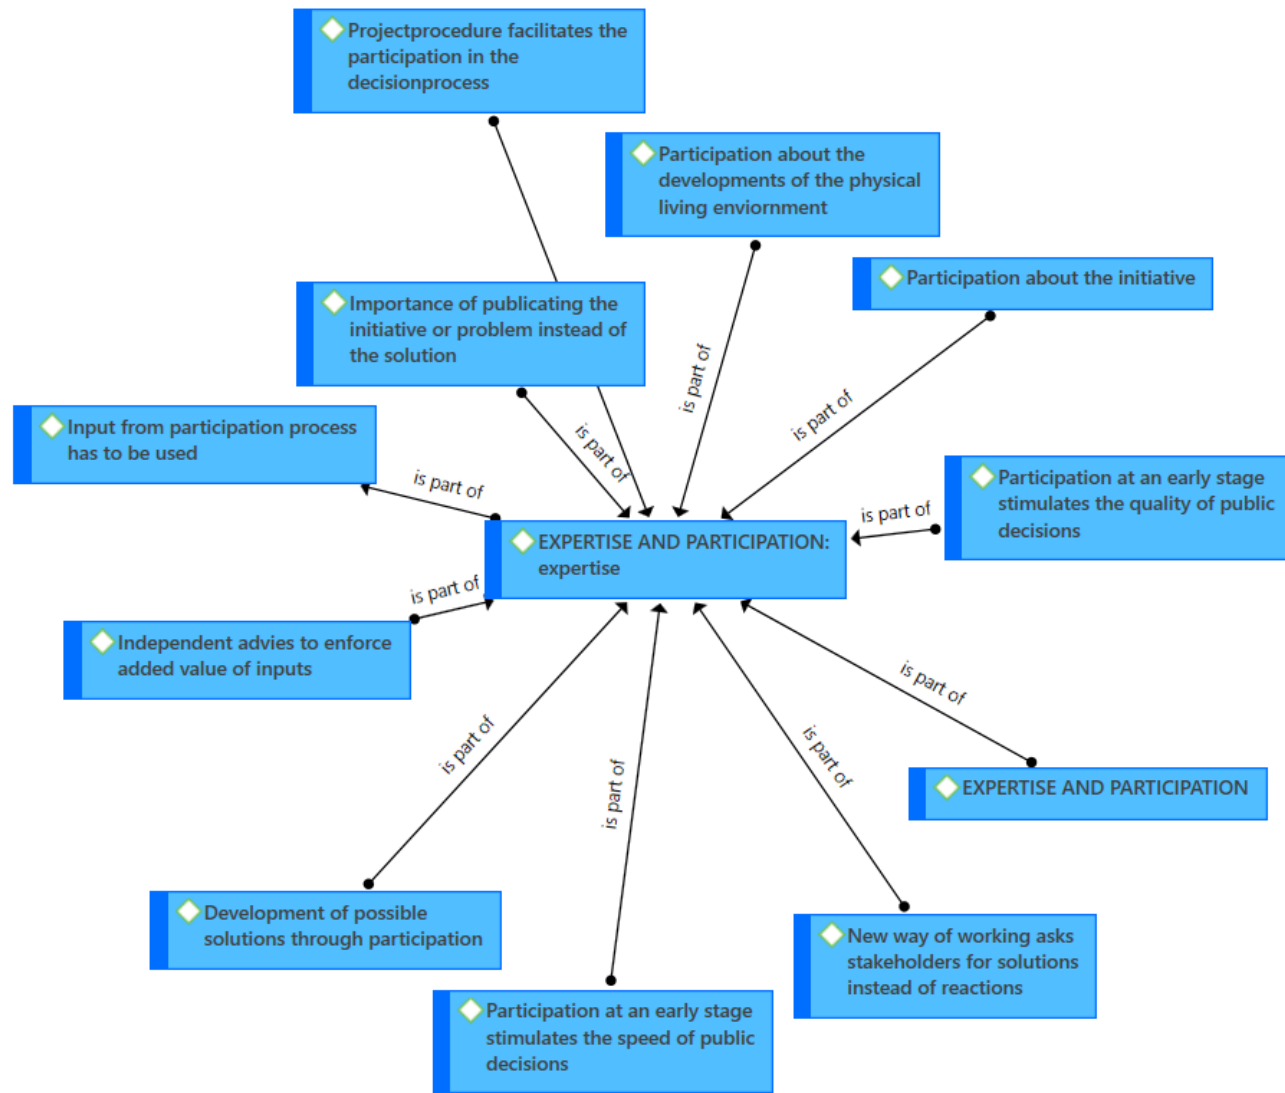 Projectprocedure facilitates the
participation in the
decisionprocess
Participation about the
developments of the physical
living enviornment
Participation about the initiative
Importance of publicating the
initiative or problem instead of
the solution
is part of
is part of
is part of
Input from participation process
has to be used
is part of
Participation at an early stage
stimulates the quality of public
decisions
is part of
EXPERTISE AND PARTICIPATION:
expertise
is part of
Independent advies to enforce
added value of inputs
is part of
is part of
is part of
is part of
EXPERTISE AND PARTICIPATION
Development of possible
solutions through participation
New way of working asks
stakeholders for solutions
instead of reactions
Participation at an early stage
stimulates the speed of public
decisions